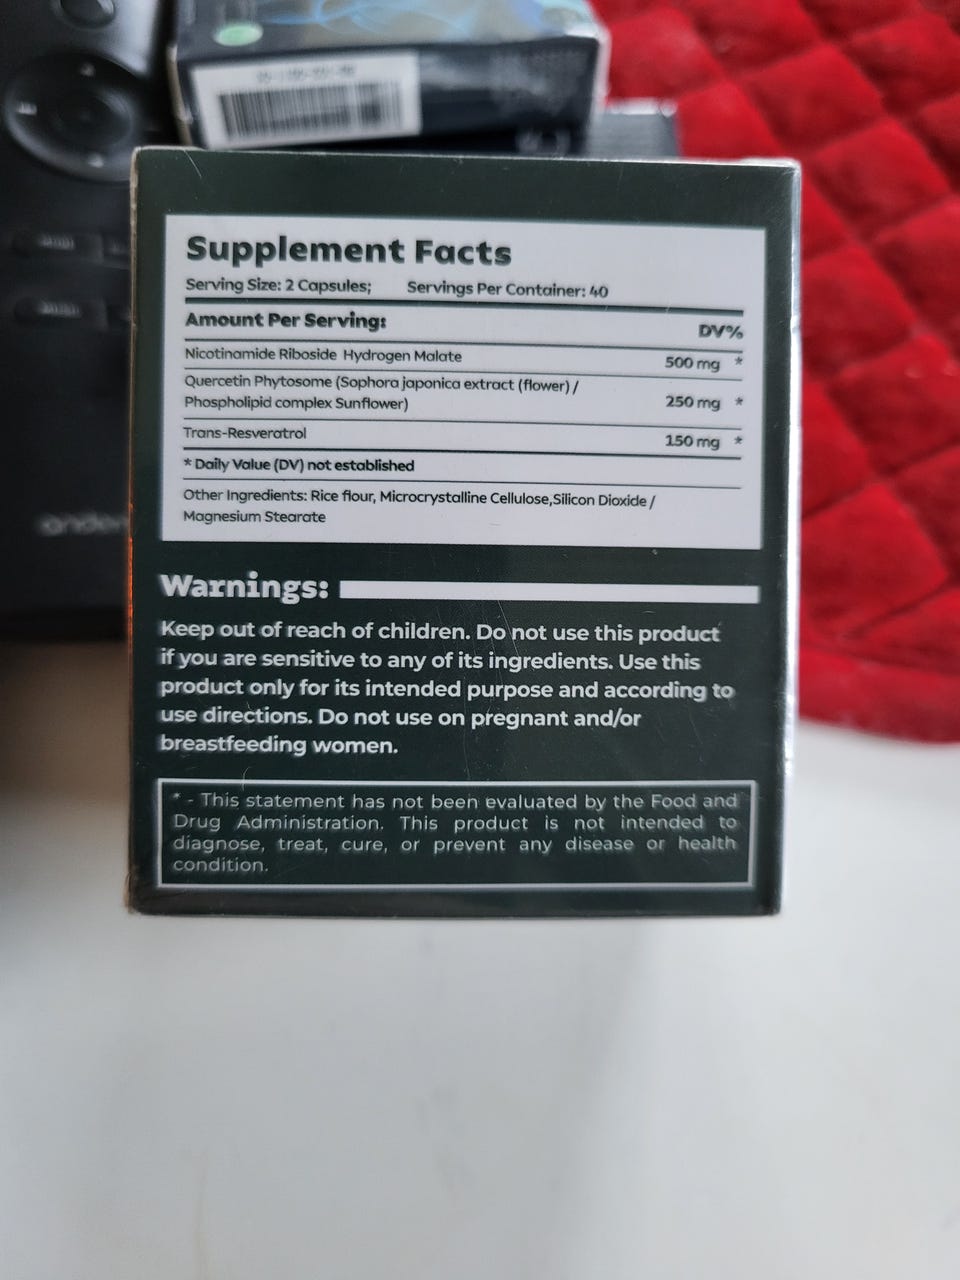 Supplement Facts
Serving Size: 2 Capsules; Servings Per Container: 40
Amount Per Serving: DV%
Nicotinamide Riboside Hydrogen Malate 500 mg *
Quercetin Phytosome (Sophora japonica extract (flower) /
Phospholipid complex Sunflower) 250 mg *
Trans-Resveratrol 150 mg *
* Daily Value (DV) not established
Other Ingredients: Rice flour, Microcrystalline Cellulose,Silicon Dioxide /
Magnesium Stearate
Warnings:
Keep out of reach of children. Do not use this product
if you are sensitive to any of its ingredients. Use this
product only for its intended purpose and according to
use directions. Do not use on pregnant and/or
breastfeeding women.
* - This statement has not been evaluated by the Food and
Drug Administration. This product is not intended to
diagnose, treat, cure, or prevent any disease or health
condition.